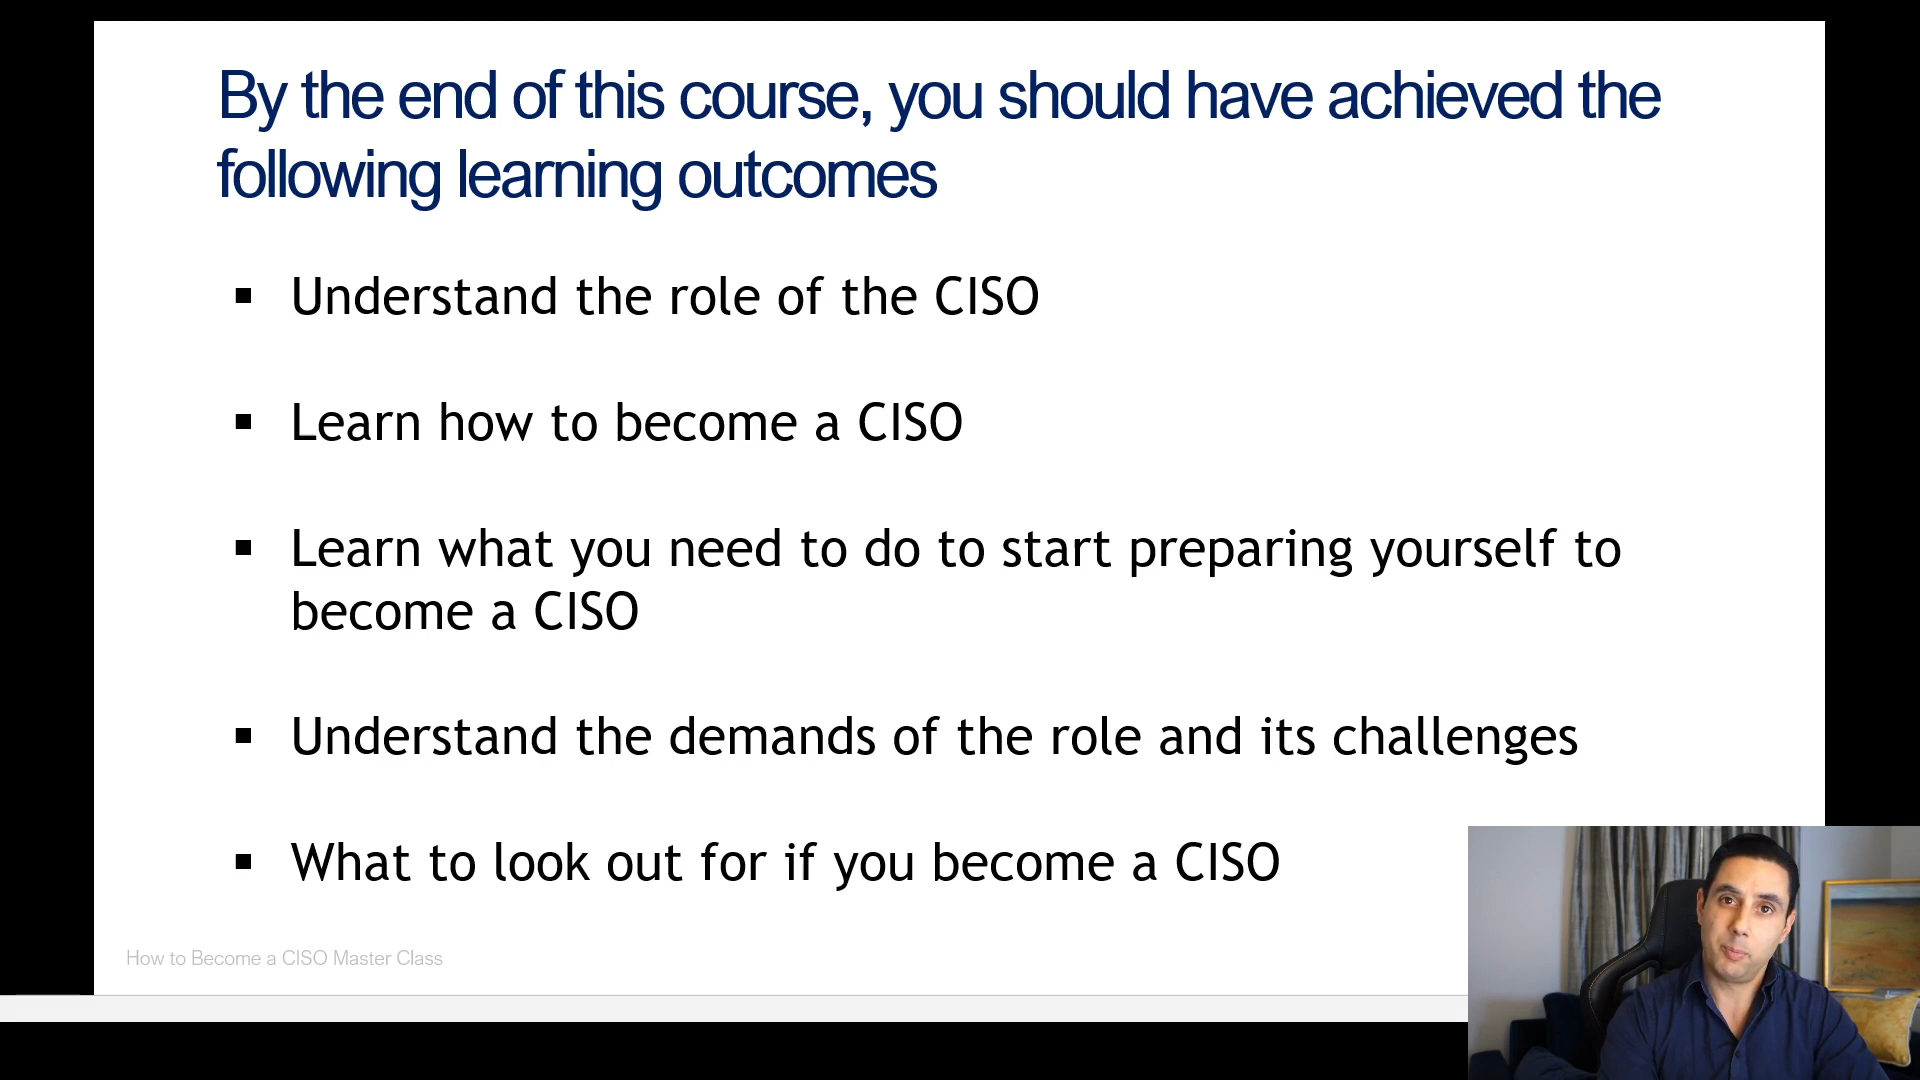 By the end of this course, you should have achieved the
following learning outcomes
▪ Understand the role of the CISO
▪ Learn how to become a CISO
▪ Learn what you need to do to start preparing yourself to
become a CISO
▪ Understand the demands of the role and its challenges
▪ What to look out for if you become a CISO
How to Become a CISO Master Class